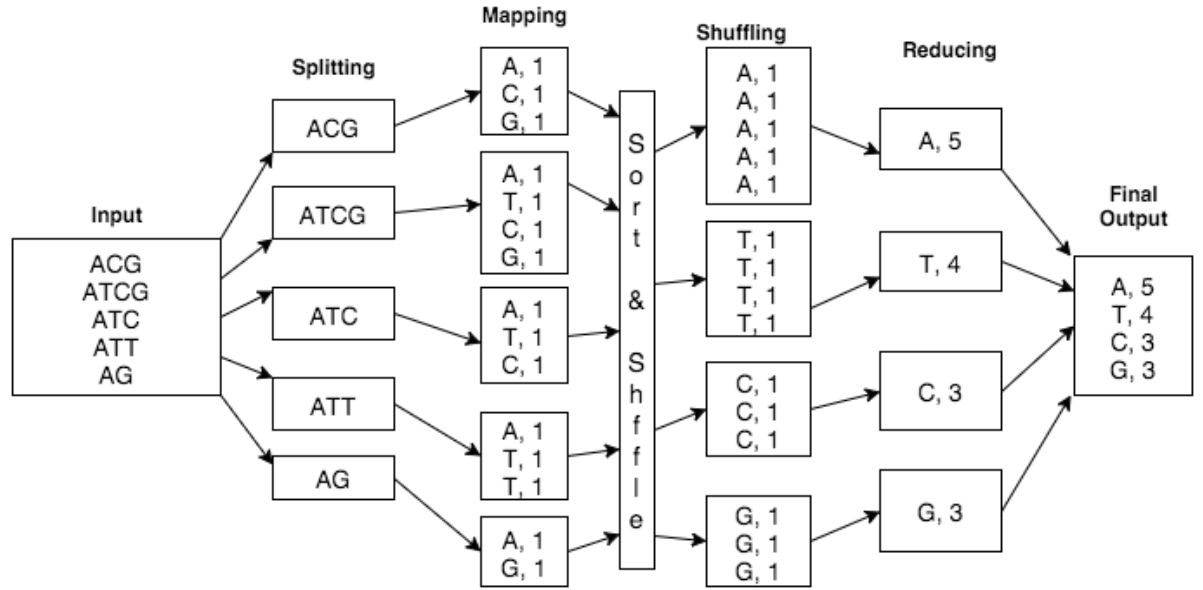 Input
ACG
ATCG
ATC
ATT
AG
Splitting
ACG
ATCG
ATC
ATT
AG
Mapping
A, 1
C, 1
G, 1
A, 1
T, 1
C, 1
G, 1
A, 1
T, 1
C, 1
A, 1
T, 1
T, 1
A, 1
G, 1
Sort & Shffle
Shuffling
A, 1
A, 1
A, 1
A, 1
A, 1
T, 1
T, 1
T, 1
T, 1
C, 1
C, 1
C, 1
G, 1
G, 1
G, 1
Reducing
A, 5
T, 4
C, 3
G, 3
Final
Output
A, 5
T, 4
C, 3
G, 3